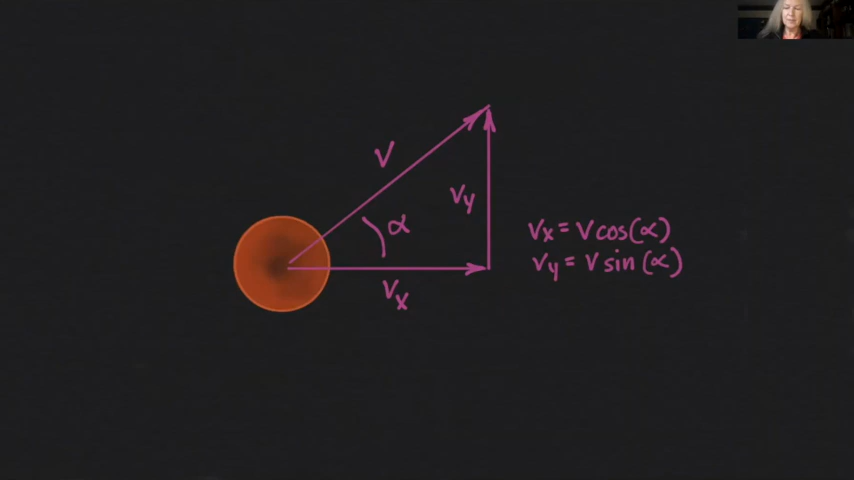 V
α
Vy
Vx
Vx = V cos(α)
Vy = V sin(α)